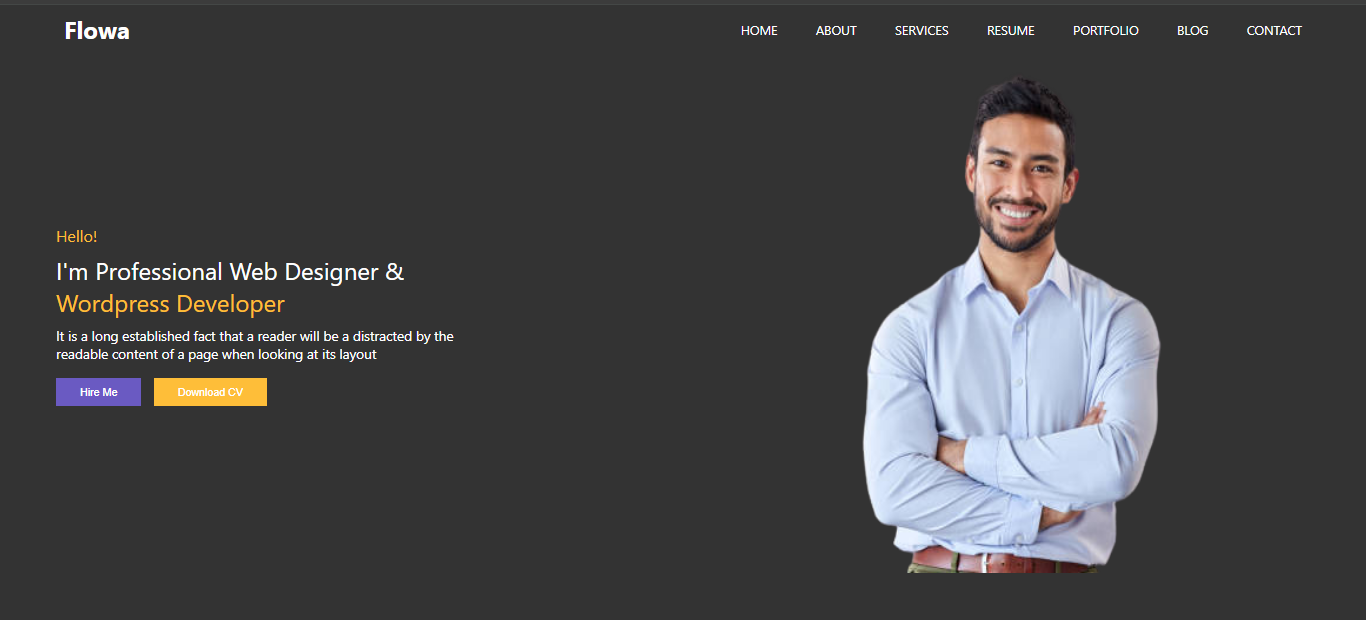 Flowa
HOME ABOUT SERVICES RESUME PORTFOLIO BLOG CONTACT
Hello!
I'm Professional Web Designer &
Wordpress Developer
It is a long established fact that a reader will be a distracted by the
readable content of a page when looking at its layout
Hire Me Download CV